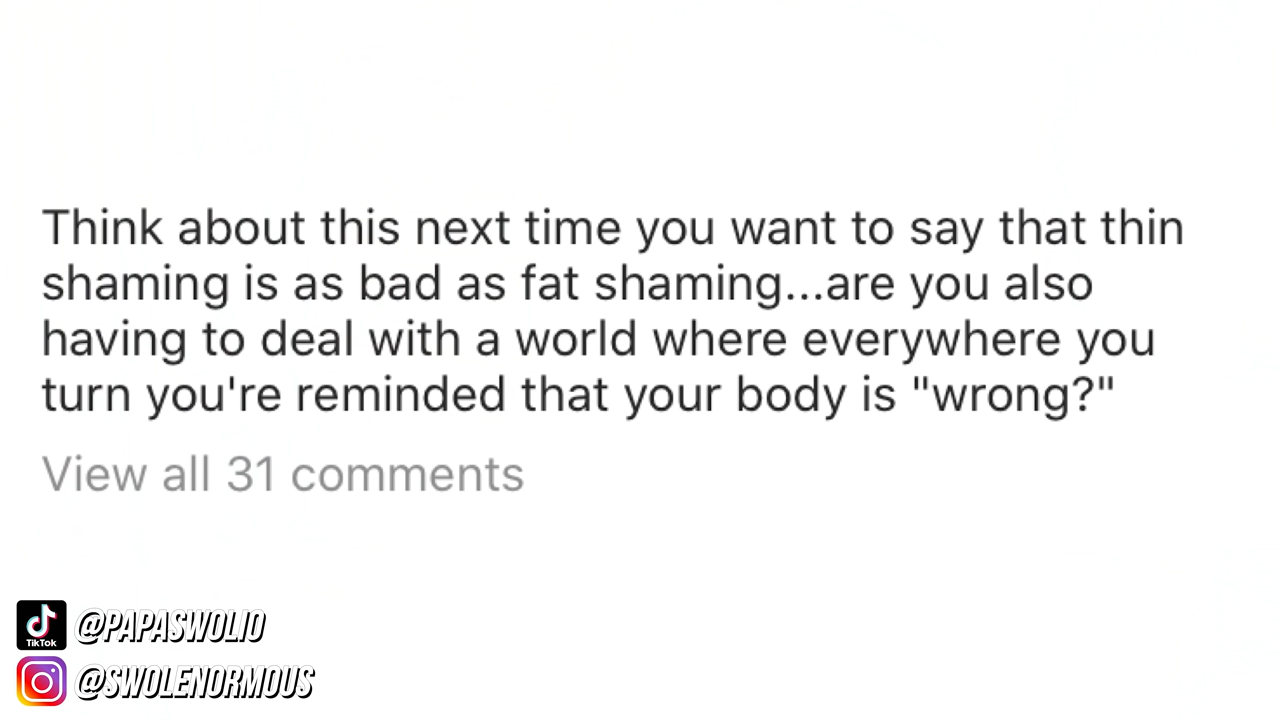 Think about this next time you want to say that thin
shaming is as bad as fat shaming...are you also
having to deal with a world where everywhere you
turn you're reminded that your body is "wrong?"
View all 31 comments
TikTok
@PAPASWOLIO
@SWOLENORMOUS